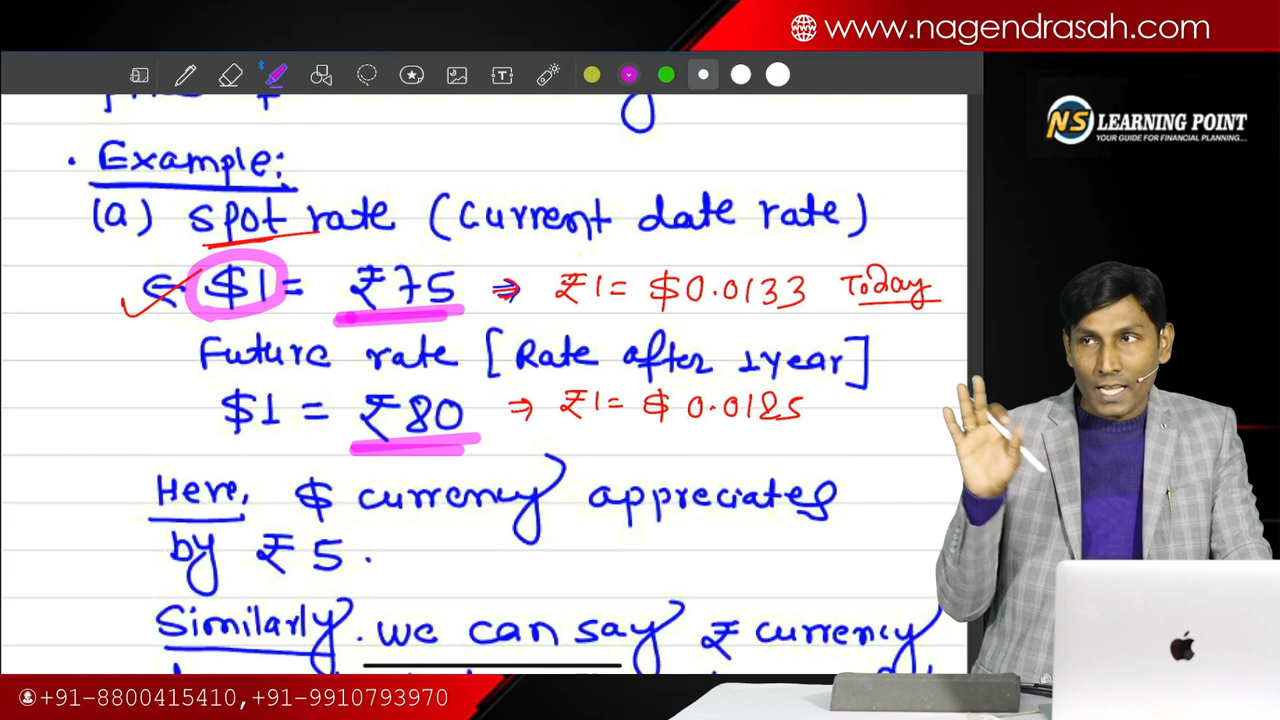 www.nagendrasah.com
NS LEARNING POINT
YOUR GUIDE FOR FINANCIAL PLANNING....
• Example:
(a) spot rate (current date rate)
$1 = ₹75 ⇒ ₹1 = $0.0133 Today
Future rate [Rate after 1year]
$1 = ₹80 ⇒ ₹1 = $ 0.0125
Here, $ currency appreciates
by ₹ 5.
Similarly. we can say ₹ currency
+91-8800415410,+91-9910793970